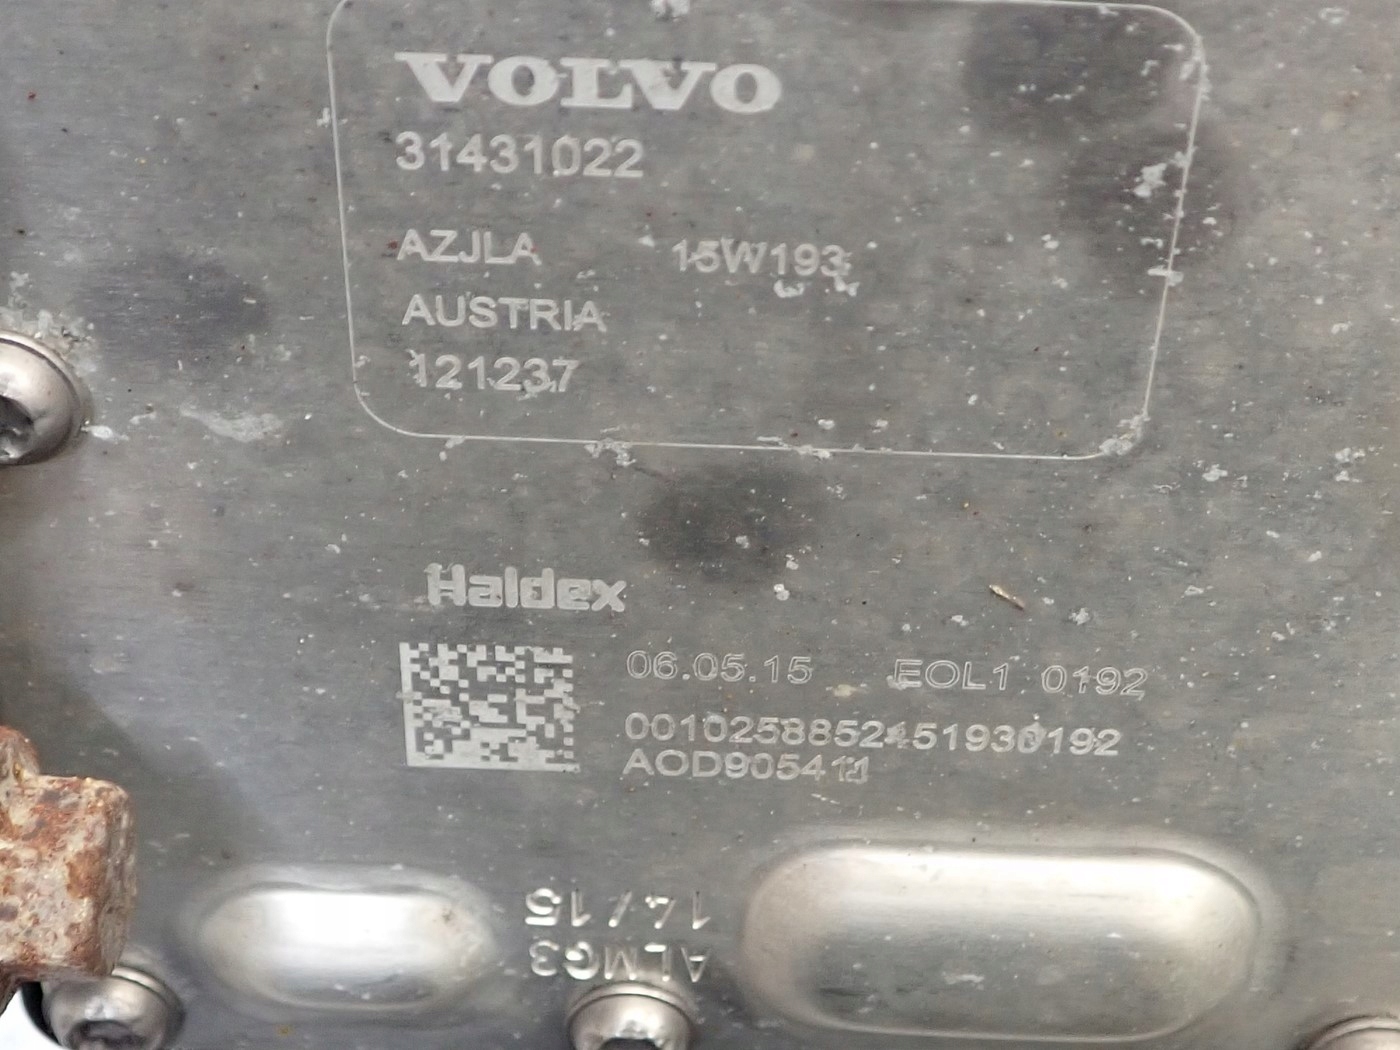 VOLVO
31431022
AZJLA 15W193
AUSTRIA
121237
Haldex
06.05.15 EOL1 0192
0010258852451930192
AOD905411
14/15
ALMG3